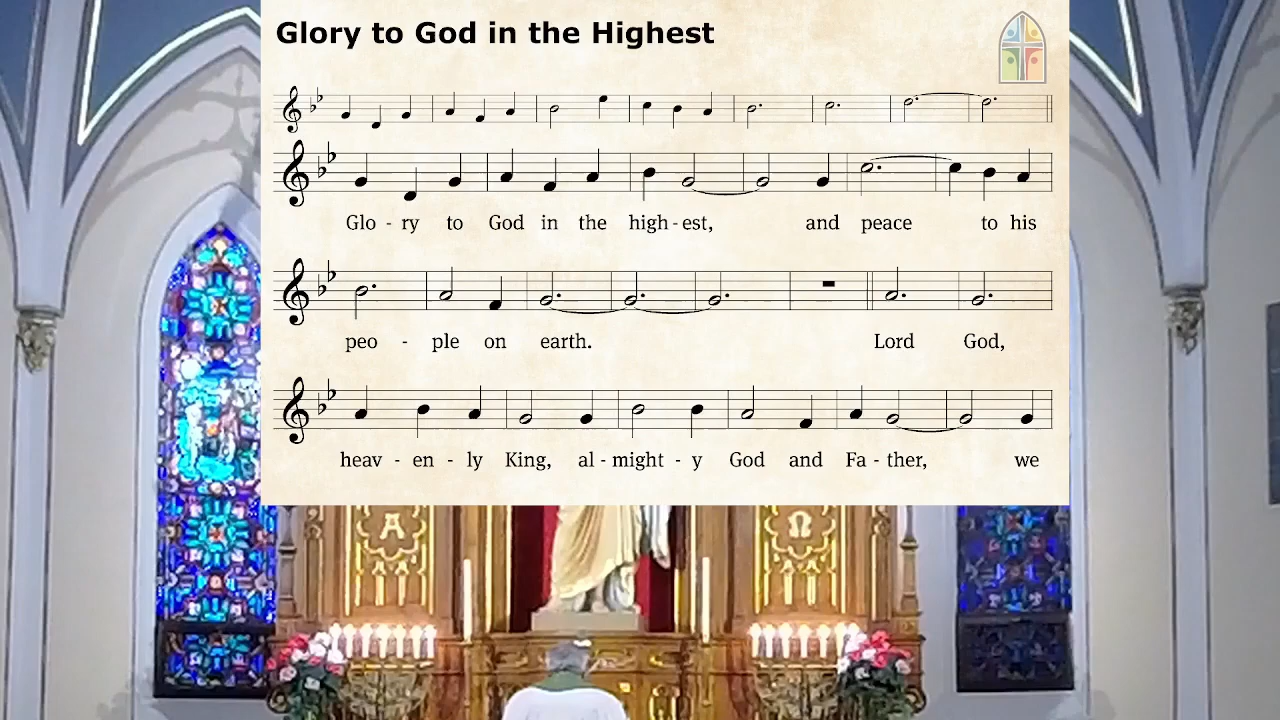 Glory to God in the Highest
Glo - ry to God in the high - est, and peace to his
peo - ple on earth. Lord God,
heav - en - ly King, al - might - y God and Fa - ther, we
A Ω